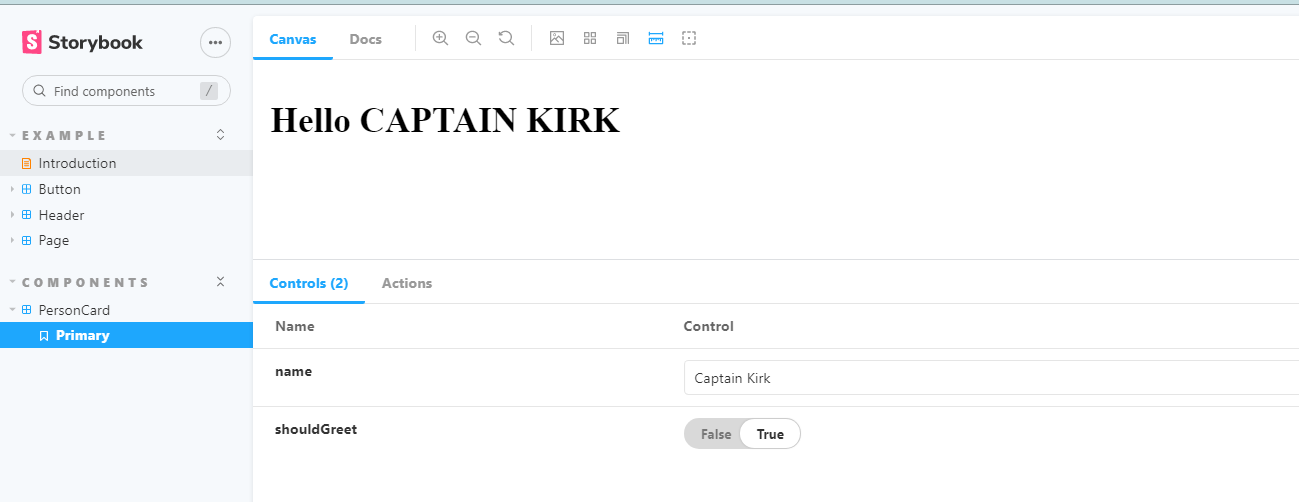 Storybook
Find components /
EXAMPLE
Introduction
Button
Header
Page
COMPONENTS
PersonCard
Primary
Canvas Docs
Hello CAPTAIN KIRK
Controls (2) Actions
Name Control
name Captain Kirk
shouldGreet False True